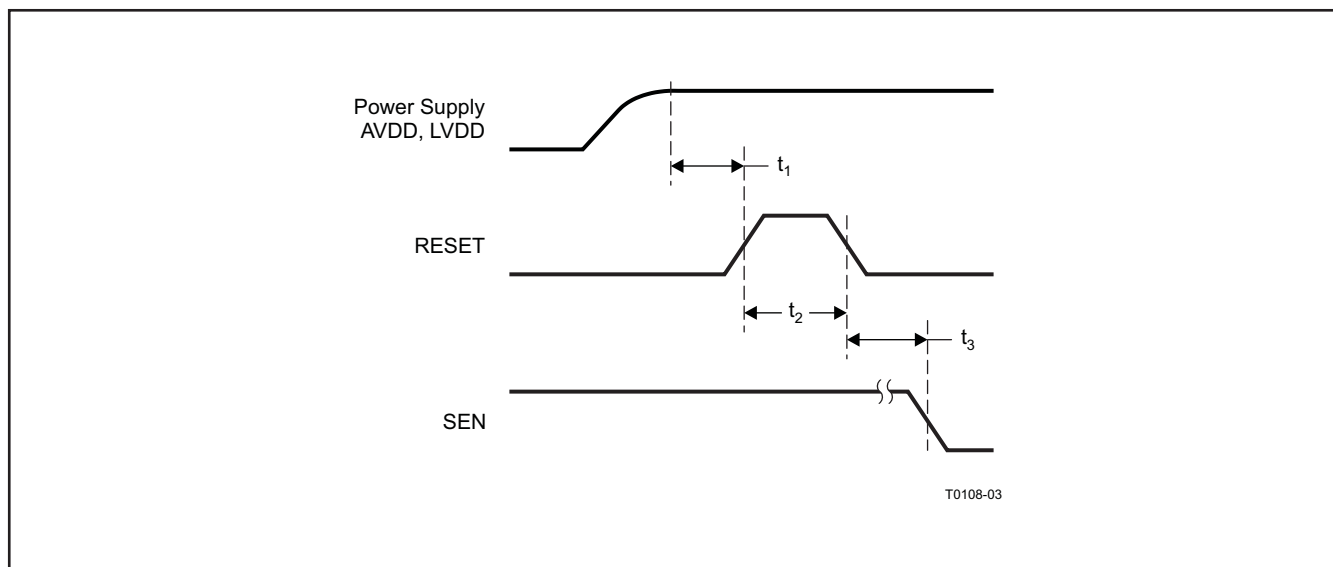 Power Supply
AVDD, LVDD
t1
RESET
t2
t3
SEN
T0108-03